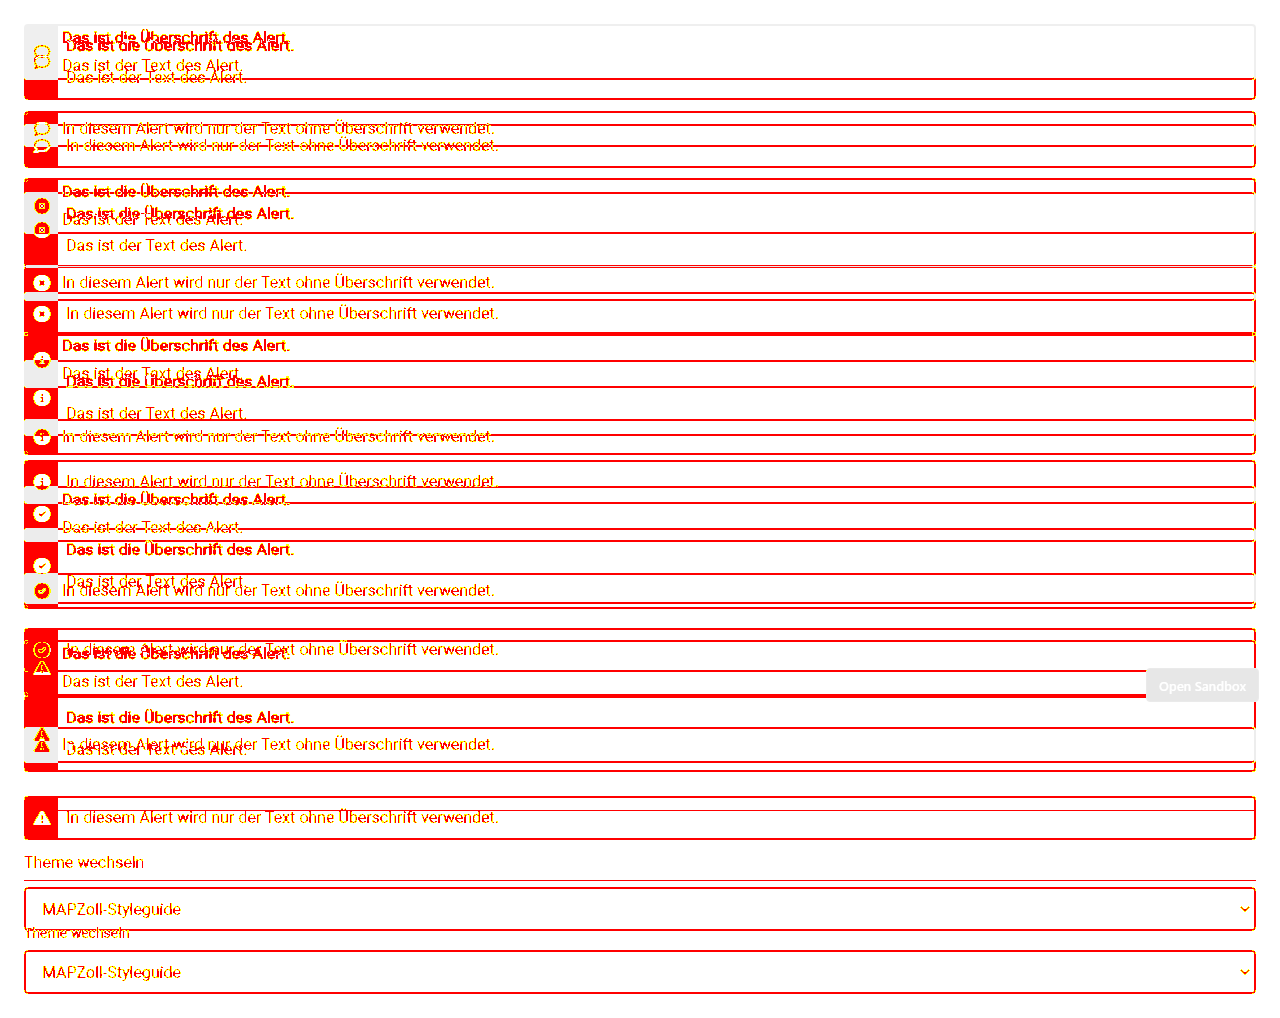 Das ist die Überschrift des Alert.
Das ist die Überschrift des Alert.
Das ist der Text des Alert.
Das ist der Text des Alert.
In diesem Alert wird nur der Text ohne Überschrift verwendet.
In diesem Alert wird nur der Text ohne Überschrift verwendet.
Das ist die Überschrift des Alert.
Das ist die Überschrift des Alert.
Das ist der Text des Alert.
Das ist der Text des Alert.
In diesem Alert wird nur der Text ohne Überschrift verwendet.
In diesem Alert wird nur der Text ohne Überschrift verwendet.
Das ist die Überschrift des Alert.
Das ist der Text des Alert.
Das ist die Überschrift des Alert.
Das ist der Text des Alert.
In diesem Alert wird nur der Text ohne Überschrift verwendet.
In diesem Alert wird nur der Text ohne Überschrift verwendet.
Das ist die Überschrift des Alert.
Das ist der Text des Alert.
Das ist die Überschrift des Alert.
Das ist der Text des Alert.
In diesem Alert wird nur der Text ohne Überschrift verwendet.
In diesem Alert wird nur der Text ohne Überschrift verwendet.
Das ist die Überschrift des Alert.
Das ist der Text des Alert.
Open Sandbox
Das ist die Überschrift des Alert.
In diesem Alert wird nur der Text ohne Überschrift verwendet.
Das ist der Text des Alert.
In diesem Alert wird nur der Text ohne Überschrift verwendet.
Theme wechseln
MAPZoll-Styleguide
Theme wechseln
MAPZoll-Styleguide